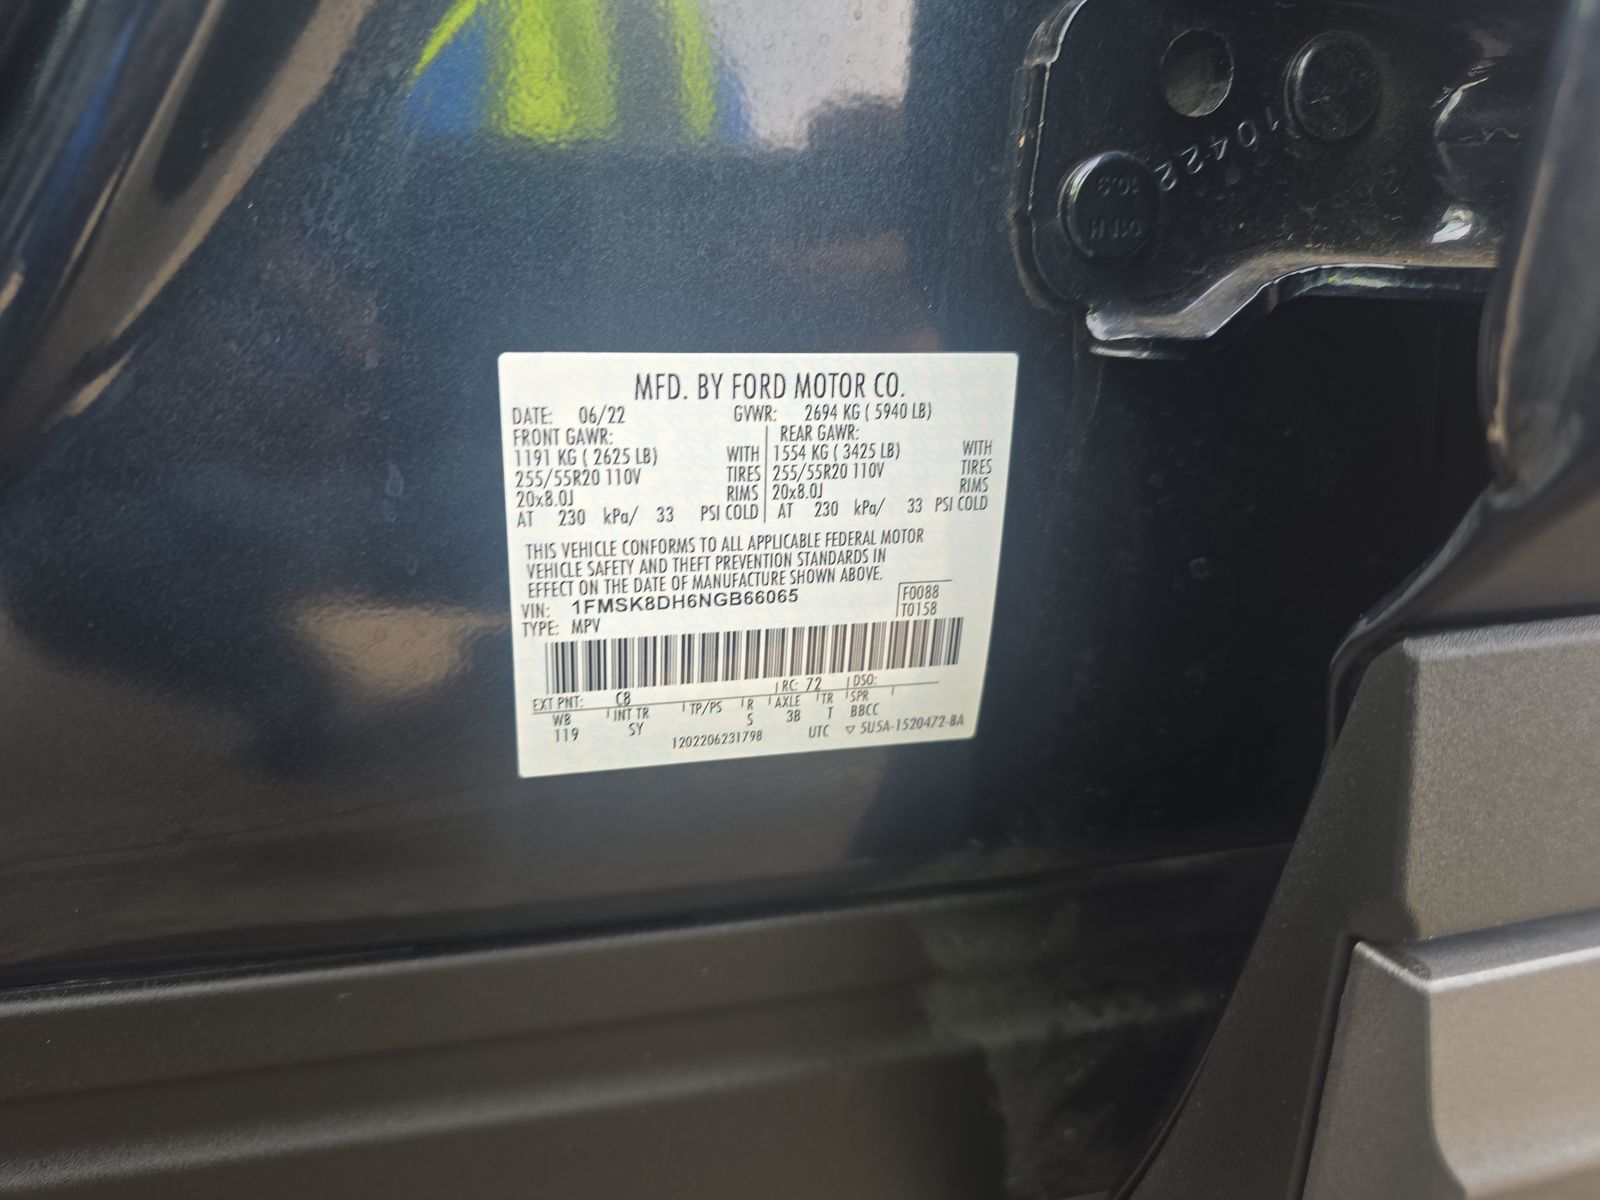 10422
10.9
MFD. BY FORD MOTOR CO.
DATE: 06/22 GVWR: 2694 KG ( 5940 LB)
FRONT GAWR: REAR GAWR:
1191 KG ( 2625 LB) WITH 1554 KG ( 3425 LB) WITH
255/55R20 110V TIRES 255/55R20 110V TIRES
20x8.0J RIMS 20x8.0J RIMS
AT 230 kPa/ 33 PSI COLD AT 230 kPa/ 33 PSI COLD
THIS VEHICLE CONFORMS TO ALL APPLICABLE FEDERAL MOTOR
VEHICLE SAFETY AND THEFT PREVENTION STANDARDS IN
EFFECT ON THE DATE OF MANUFACTURE SHOWN ABOVE.
VIN: 1FMSK8DH6NGB66065 F0088
TYPE: MPV T0158
EXT PNT: C8 RC: 72 DSO:
WB INT TR TP/PS R AXLE TR SPR
119 SY S 3B T BBCC
1202206231798 UTC ▽ 5U5A-1520472-BA